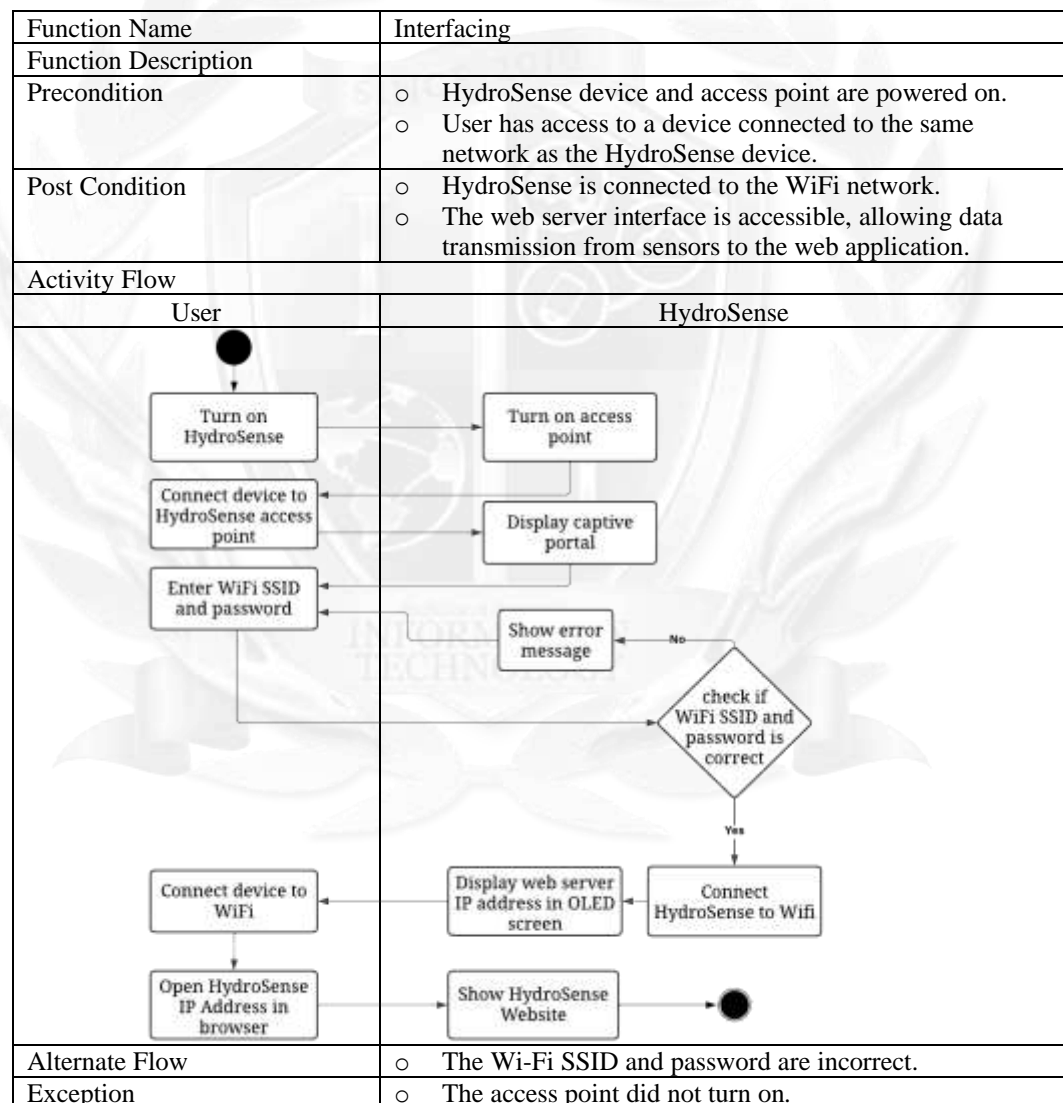 Function Name Interfacing
Function Description
Precondition o HydroSense device and access point are powered on.
o User has access to a device connected to the same
network as the HydroSense device.
Post Condition o HydroSense is connected to the WiFi network.
o The web server interface is accessible, allowing data
transmission from sensors to the web application.
Activity Flow
User HydroSense
Turn on
HydroSense
Turn on access
point
Connect device to
HydroSense access
point
Display captive
portal
Enter WiFi SSID
and password
Show error
message
No
check if
WiFi SSID and
password is
correct
Yes
Connect
HydroSense to Wifi
Display web server
IP address in OLED
screen
Connect device to
WiFi
Open HydroSense
IP Address in
browser
Show HydroSense
Website
Alternate Flow o The Wi-Fi SSID and password are incorrect.
Exception o The access point did not turn on.
TECHNOLOGY